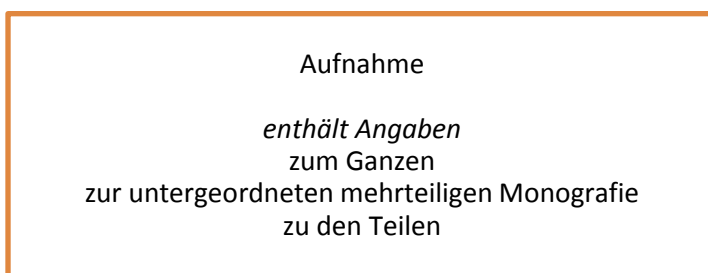 Aufnahme
enthält Angaben
zum Ganzen
zur untergeordneten mehrteiligen Monografie
zu den Teilen